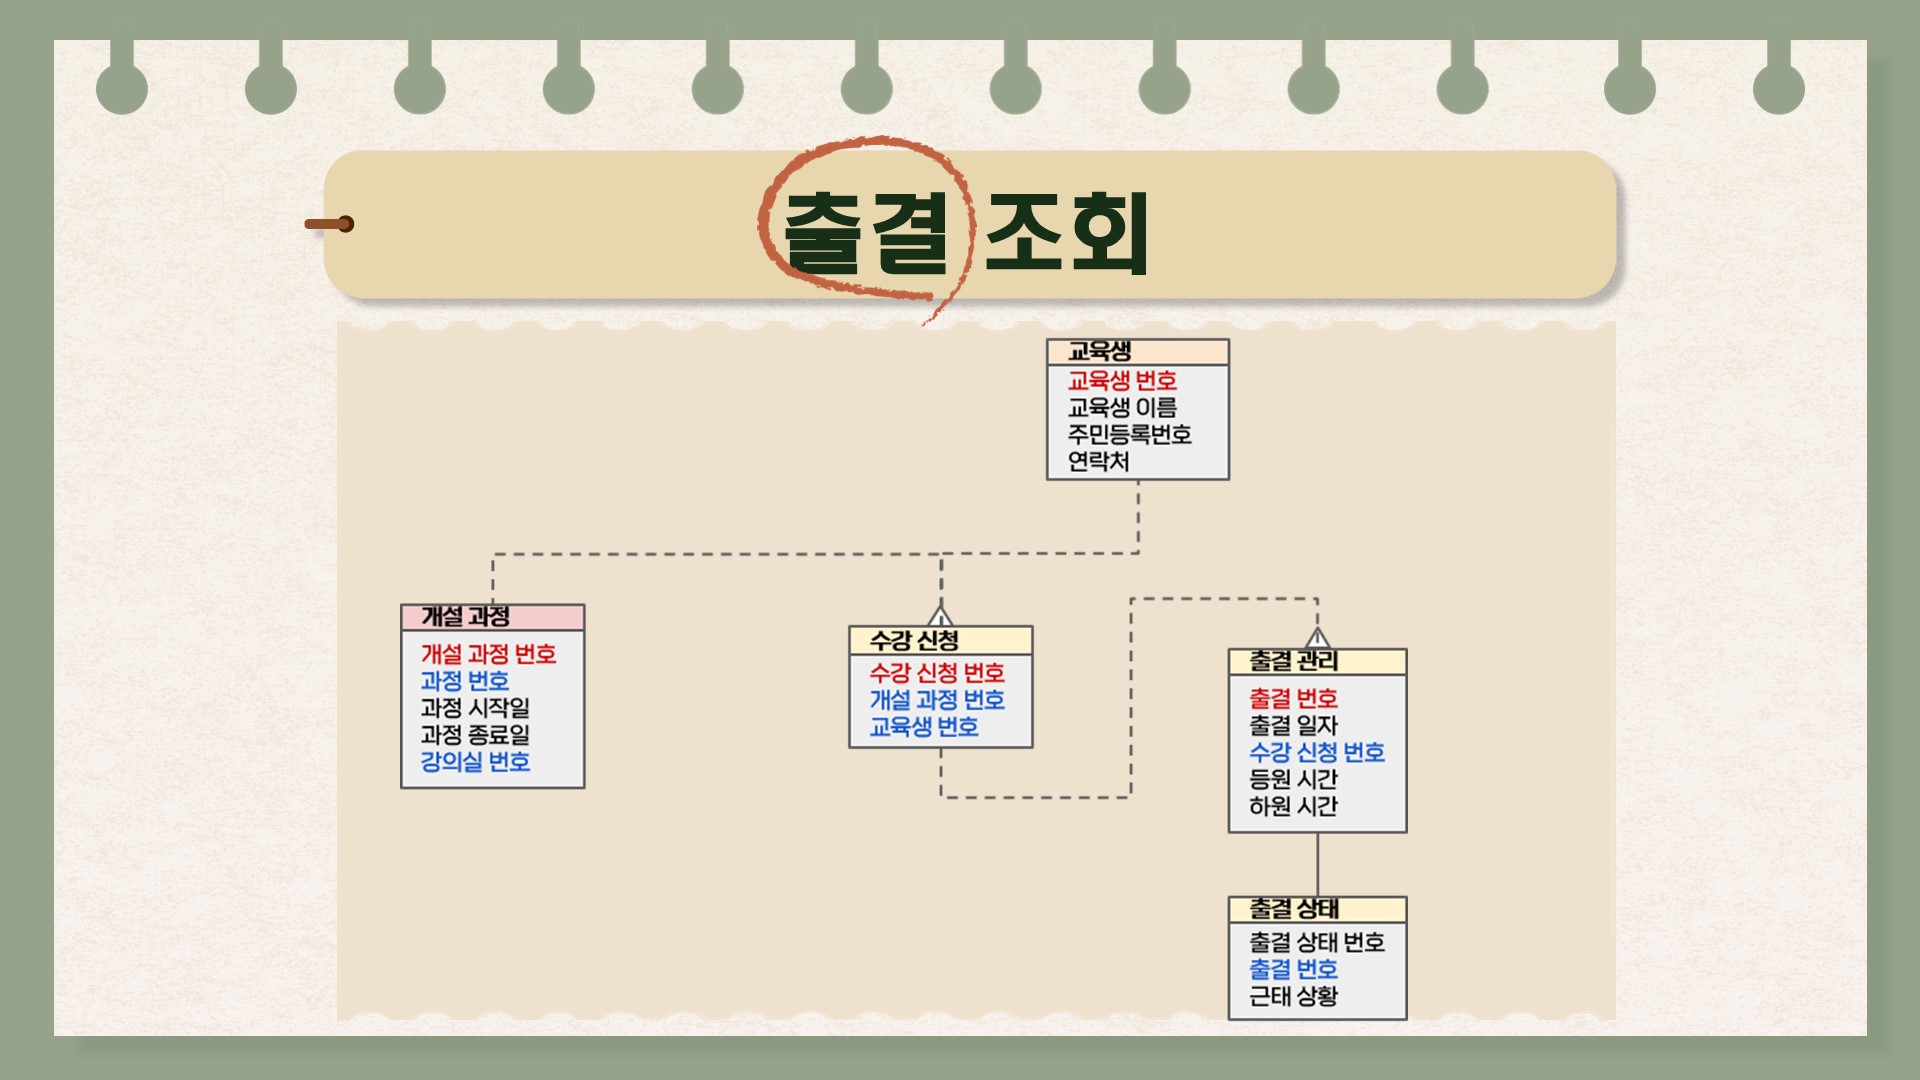 출결 조회
교육생
교육생 번호
교육생 이름
주민등록번호
연락처
개설 과정
개설 과정 번호
과정 번호
과정 시작일
과정 종료일
강의실 번호
수강 신청
수강 신청 번호
개설 과정 번호
교육생 번호
출결 관리
출결 번호
출결 일자
수강 신청 번호
등원 시간
하원 시간
출결 상태
출결 상태 번호
출결 번호
근태 상황